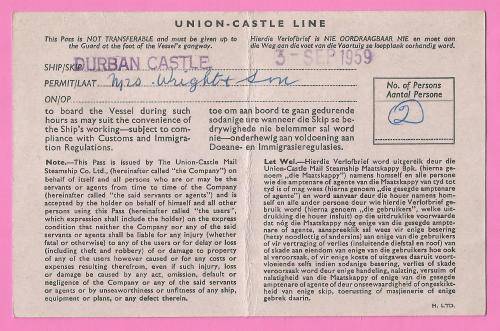 UNION-CASTLE LINE
This Pass is NOT TRANSFERABLE and must be given up to the Guard at the foot of the Vessel's gangway.
Hierdie Verlofbrief is NIE OORDRAAGBAAR NIE en moet aan die Wag aan die voet van die Vaartuig se loopplank oorhandig word.
SHIP/SKIP DURBAN CASTLE 3 - SEP 1959
PERMIT/LAAT Mrs. Wright & Son
ON/OP
No. of Persons
Aantal Persone
2
to board the Vessel during such
hours as may suit the convenience of
the Ship's working—subject to com-
pliance with Customs and Immigra-
tion Regulations.
toe om aan boord te gaan gedurende
sodanige ure wanneer die Skip se be-
drywighede nie belemmer sal word
nie—onderhewig aan voldoening aan
Doeane- en Immigrasieregulasies.
Note.—This Pass is issued by The Union-Castle Mail
Steamship Co. Ltd., (hereinafter called "the Company") on
behalf of itself and all persons who are or may be the
servants or agents from time to time of the Company
(hereinafter called "the said servants or agents") and is
accepted by the holder on behalf of himself and all other
persons using this Pass (hereinafter called "the users",
which expression shall include the holder) on the express
condition that neither the Company nor any of the said
servants or agents shall be liable for any injury (whether
fatal or otherwise) to any of the users or for delay or loss
(including theft and robbery) of or damage to property
of any of the users however caused or for any costs or
expenses resulting therefrom, even if such injury, loss
or damage be caused by any act, omission, default or
negligence of the Company or any of the said servants
or agents or by unseaworthiness or unfitness of any ship,
equipment or plant, or any defect therein.
Let Wel.—Hierdie Verlofbrief word uitgereik deur die
Union-Castle Mail Steamship Maatskappy Bpk. (hierna ge-
noem „die Maatskappy") namens homself en alle persone
wie die amptenare of agente van die Maatskappy van tyd tot
tyd is of mag wees (hierna genoem „die gesegde amptenare
of agente") en word aanvaar deur die houer namens hom-
self en alle ander persone wie deur hierdie Verlofbrief ge-
bruik word (hierna genoem „die gebruikers", welke uit-
drukking die houer insluit) op die uitdruklike voorwaarde
dat nóg die Maatskappy nóg enige van die gesegde ampte-
nare of agente, aanspreeklik sal wees vir enige besering
(hetsy noodlottig of andersins) aan enige van die gebruikers
of vir vertraging of verlies (insluitende diefstal en roof) van
of skade aan eiendom van enige van die gebruikers hoe ook
al veroorsaak, of vir enige koste of uitgawes daaruit voort-
vloeiende selfs indien sodanige besering, verlies of skade
veroorsaak word deur enige handeling, nalating, versuim of
nalatigheid van die Maatskappy of enige van die gesegde
amptenare of agente of deur onseewaardigheid of ongeskikt-
heid van enige skip, toerusting of masjienerie of enige
gebrek daarin.
H. LTD.